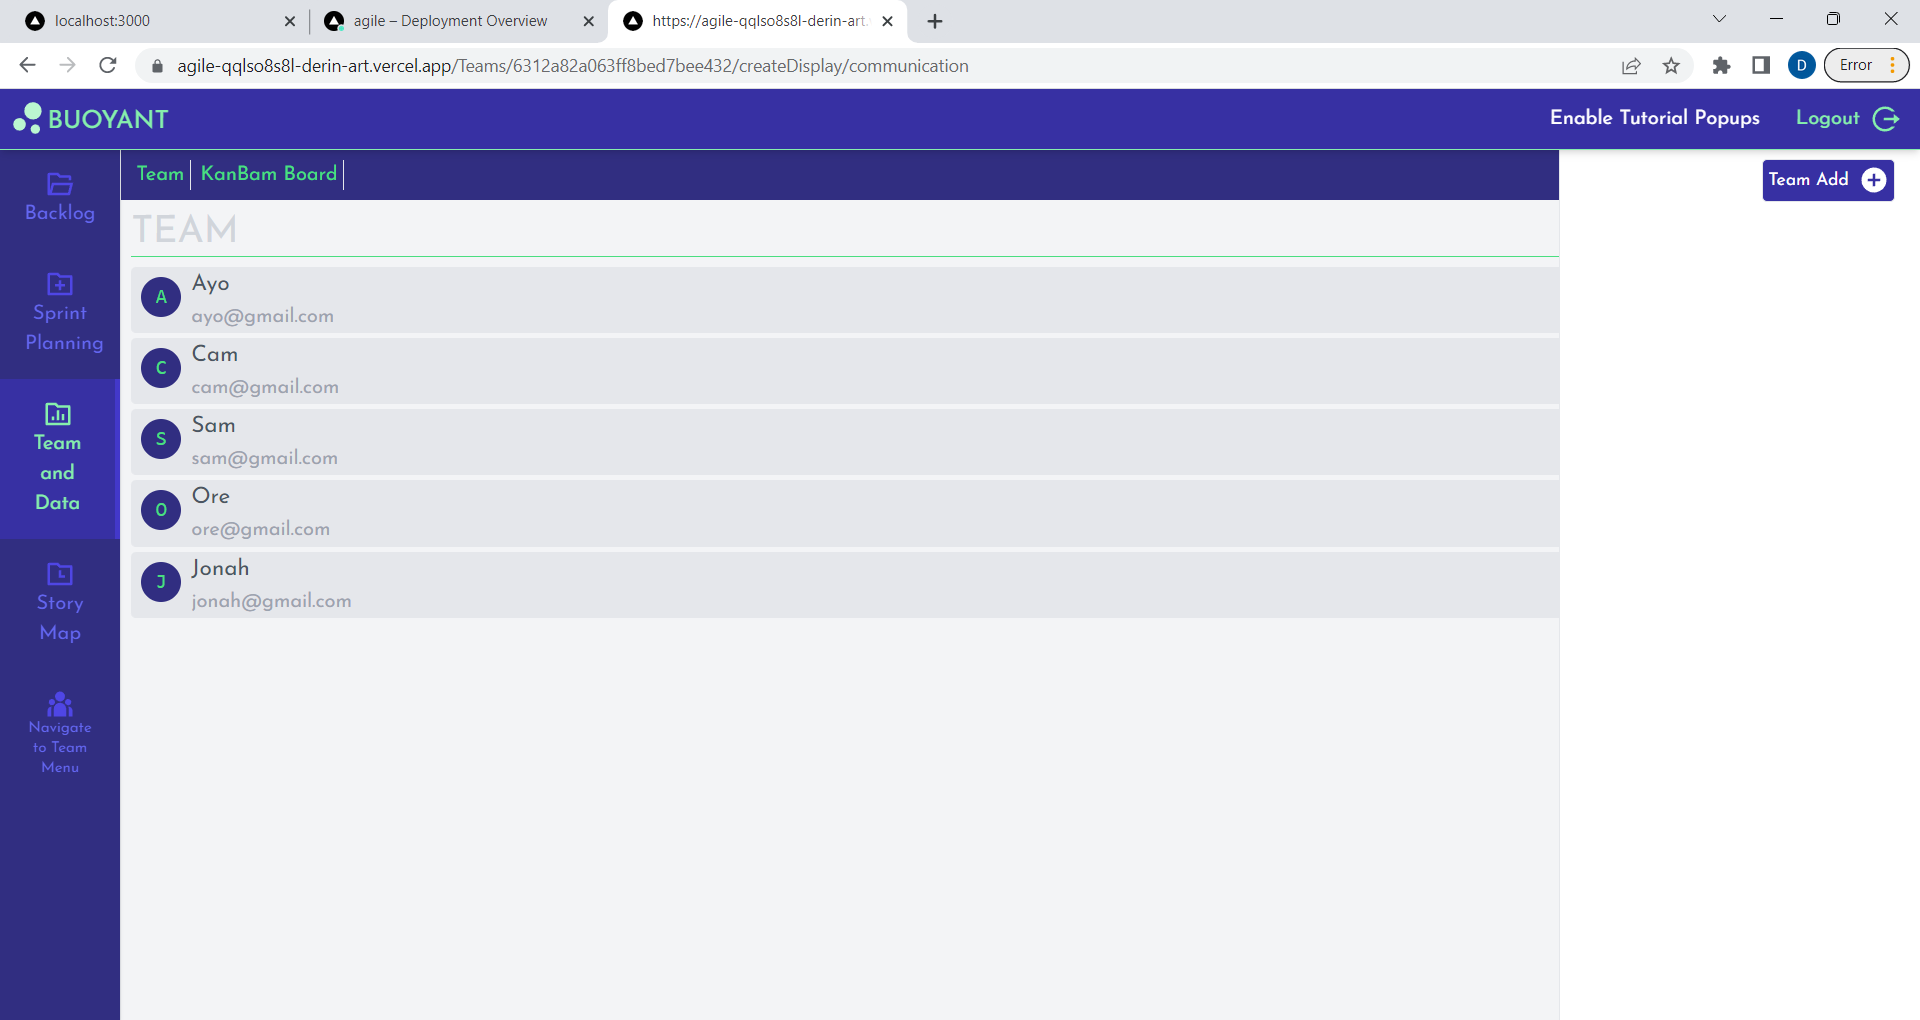 localhost:3000
agile – Deployment Overview
https://agile-qqlso8s8l-derin-art.
agile-qqlso8s8l-derin-art.vercel.app/Teams/6312a82a063ff8bed7bee432/createDisplay/communication
D
Error
BUOYANT
Enable Tutorial Popups
Logout
Backlog
Sprint
Planning
Team
and
Data
Story
Map
Navigate
to Team
Menu
Team
KanBam Board
Team Add
TEAM
A
Ayo
ayo@gmail.com
C
Cam
cam@gmail.com
S
Sam
sam@gmail.com
O
Ore
ore@gmail.com
J
Jonah
jonah@gmail.com